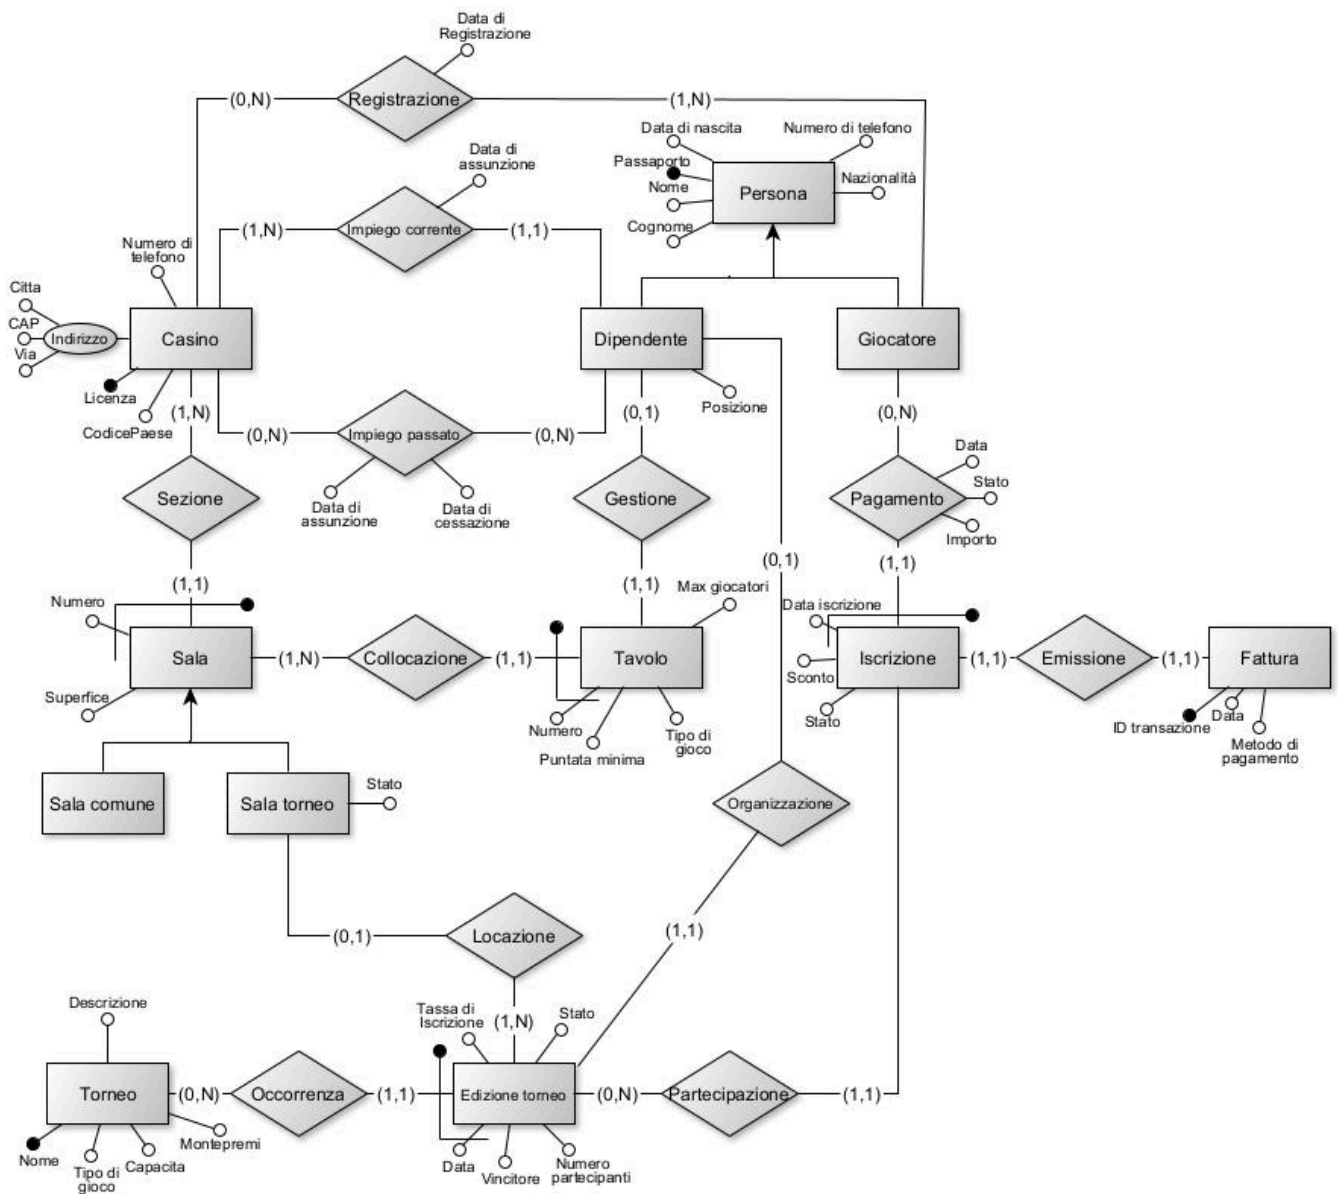 Data di
Registrazione
(0,N)
Registrazione
(1,N)
Data di nascita
Numero di telefono
Passaporto
Nome
Persona
Nazionalità
Cognome
Data di
assunzione
(1,N)
Impiego corrente
(1,1)
Numero di
telefono
Citta
CAP
Via
Indirizzo
Casino
Licenza
CodicePaese
Dipendente
Posizione
Giocatore
(1,N)
(0,N)
Impiego passato
(0,N)
(0,1)
(0,N)
Data di
assunzione
Data di
cessazione
Sezione
Gestione
Pagamento
Data
Stato
Importo
(1,1)
(1,1)
(0,1)
(1,1)
Numero
Sala
Superfice
(1,N)
Collocazione
(1,1)
Max giocatori
Tavolo
Numero
Puntata minima
Tipo di
gioco
Data iscrizione
Iscrizione
Sconto
Stato
(1,1)
Emissione
(1,1)
Fattura
ID transazione
Data
Metodo di
pagamento
Sala comune
Sala torneo
Stato
Organizzazione
(0,1)
Locazione
(1,1)
(1,N)
Descrizione
Torneo
Nome
Tipo di
gioco
Capacita
Montepremi
(0,N)
Occorrenza
(1,1)
Tassa di
Iscrizione
Stato
Edizione torneo
Data
Vincitore
Numero
partecipanti
(0,N)
Partecipazione
(1,1)